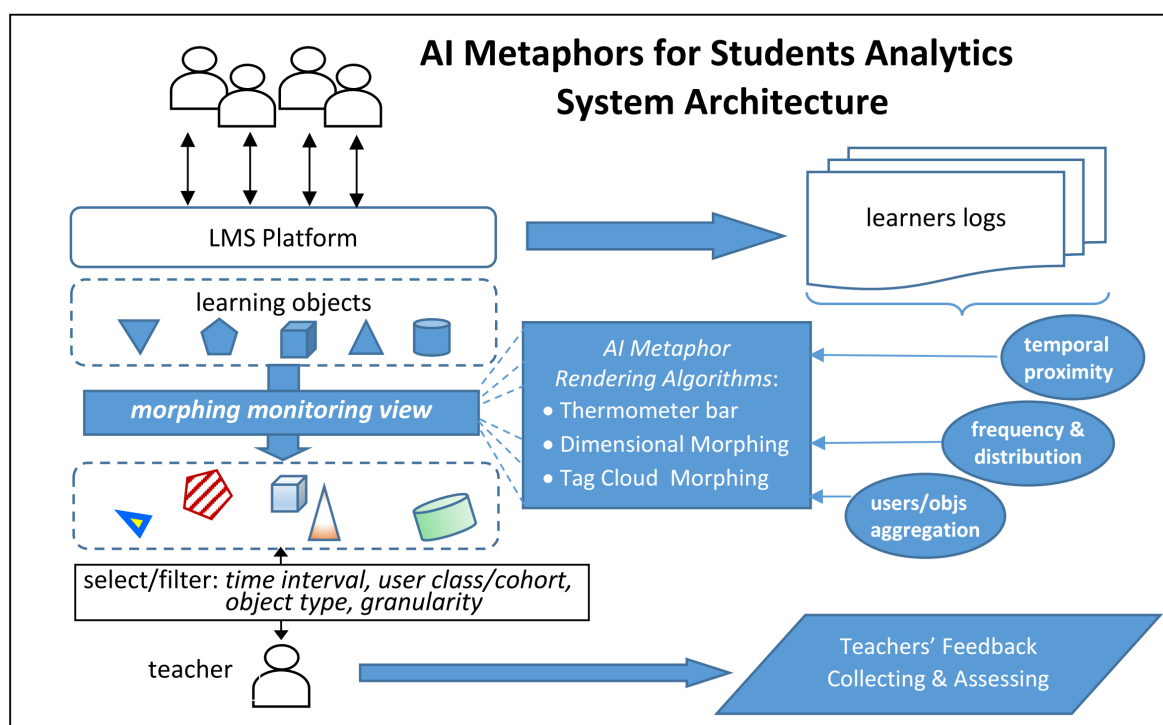 AI Metaphors for Students Analytics
System Architecture
LMS Platform
learners logs
learning objects
AI Metaphor
Rendering Algorithms:
• Thermometer bar
• Dimensional Morphing
• Tag Cloud Morphing
temporal
proximity
morphing monitoring view
frequency &
distribution
users/objs
aggregation
select/filter: time interval, user class/cohort,
object type, granularity
teacher
Teachers’ Feedback
Collecting & Assessing